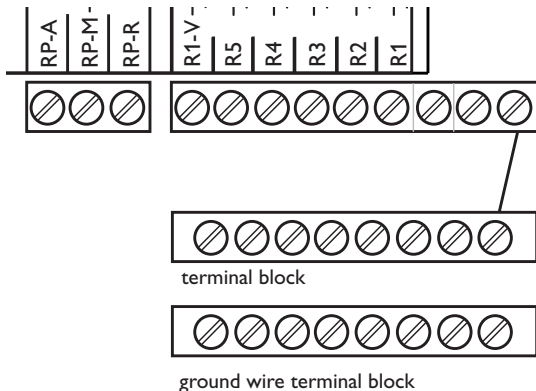 RP-A
RP-M
RP-R
R1-V
R5
R4
R3
R2
R1
terminal block
ground wire terminal block